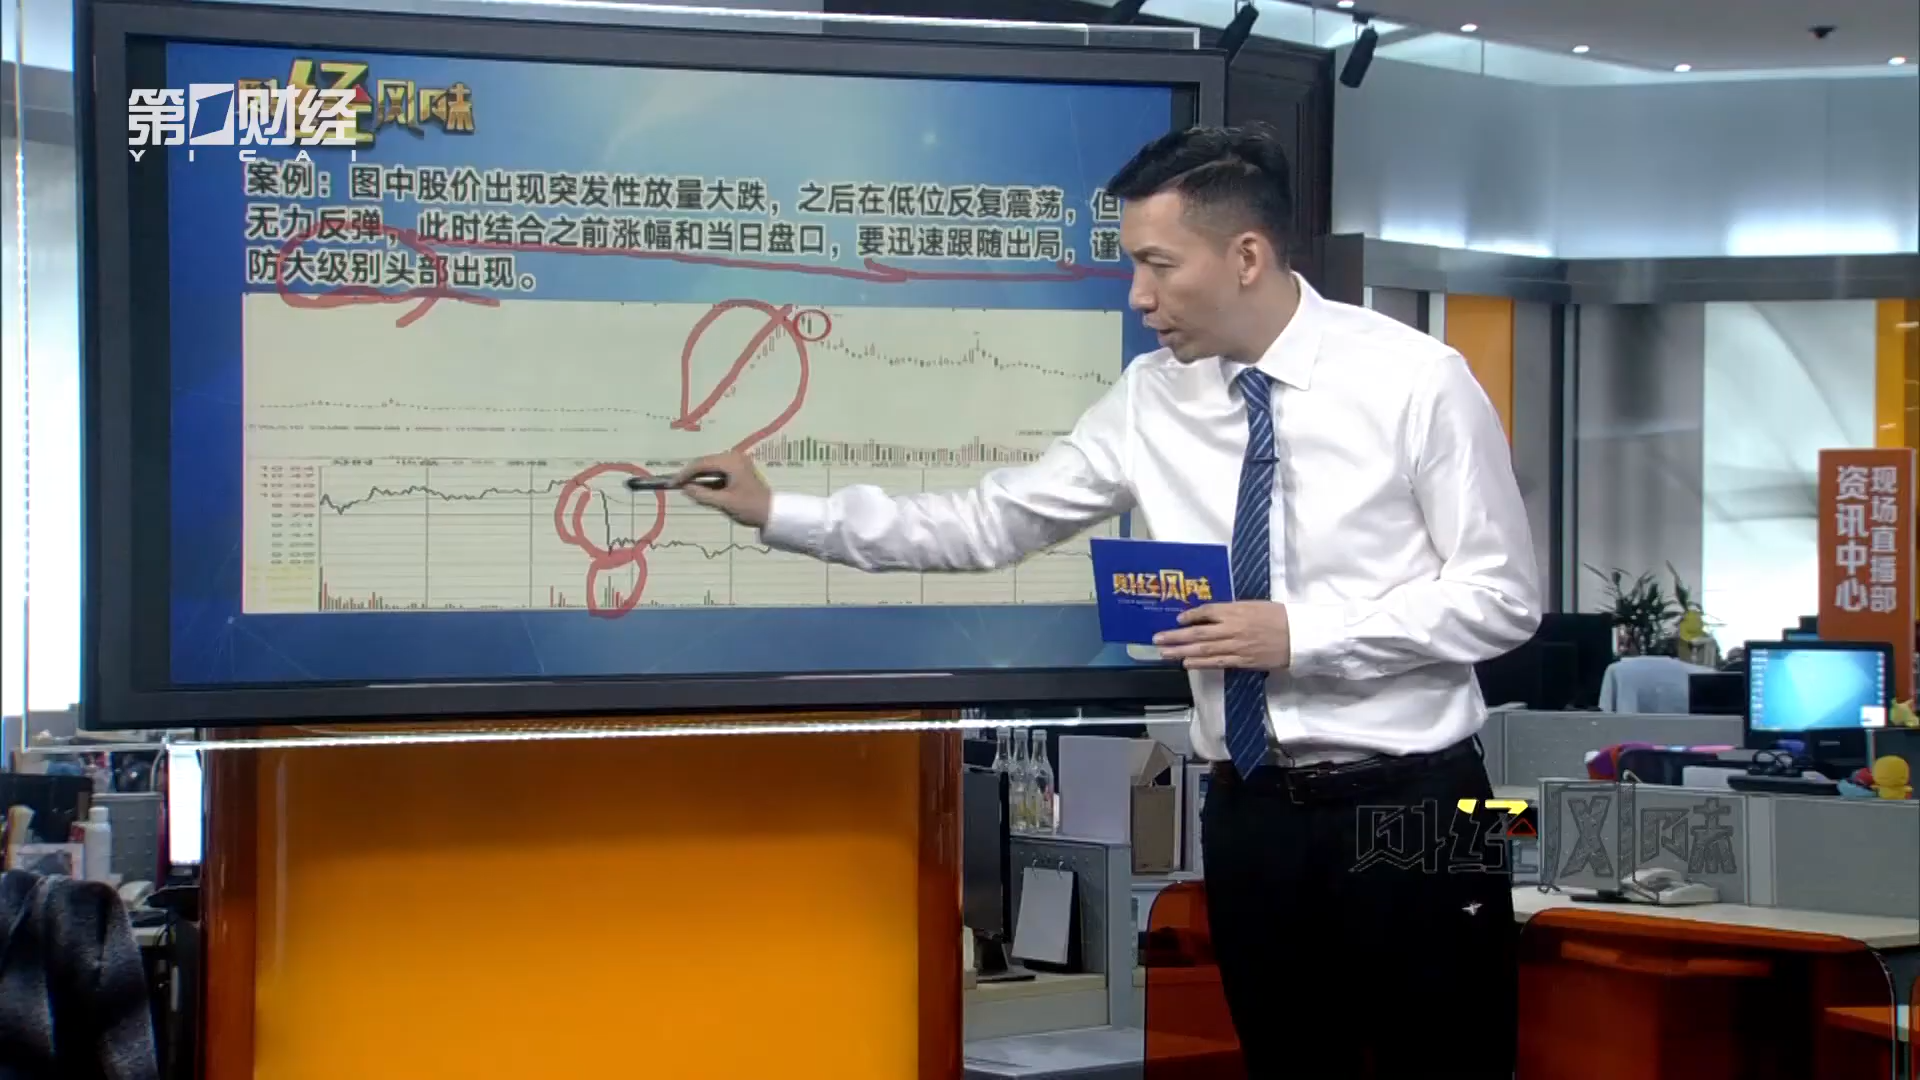 第一财经
YICAI
财经风味
案例：图中股价出现突发性放量大跌，之后在低位反复震荡，但
无力反弹，此时结合之前涨幅和当日盘口，要迅速跟随出局，谨
防大级别头部出现。
财经风味
现场直播部
资讯中心
财经风味